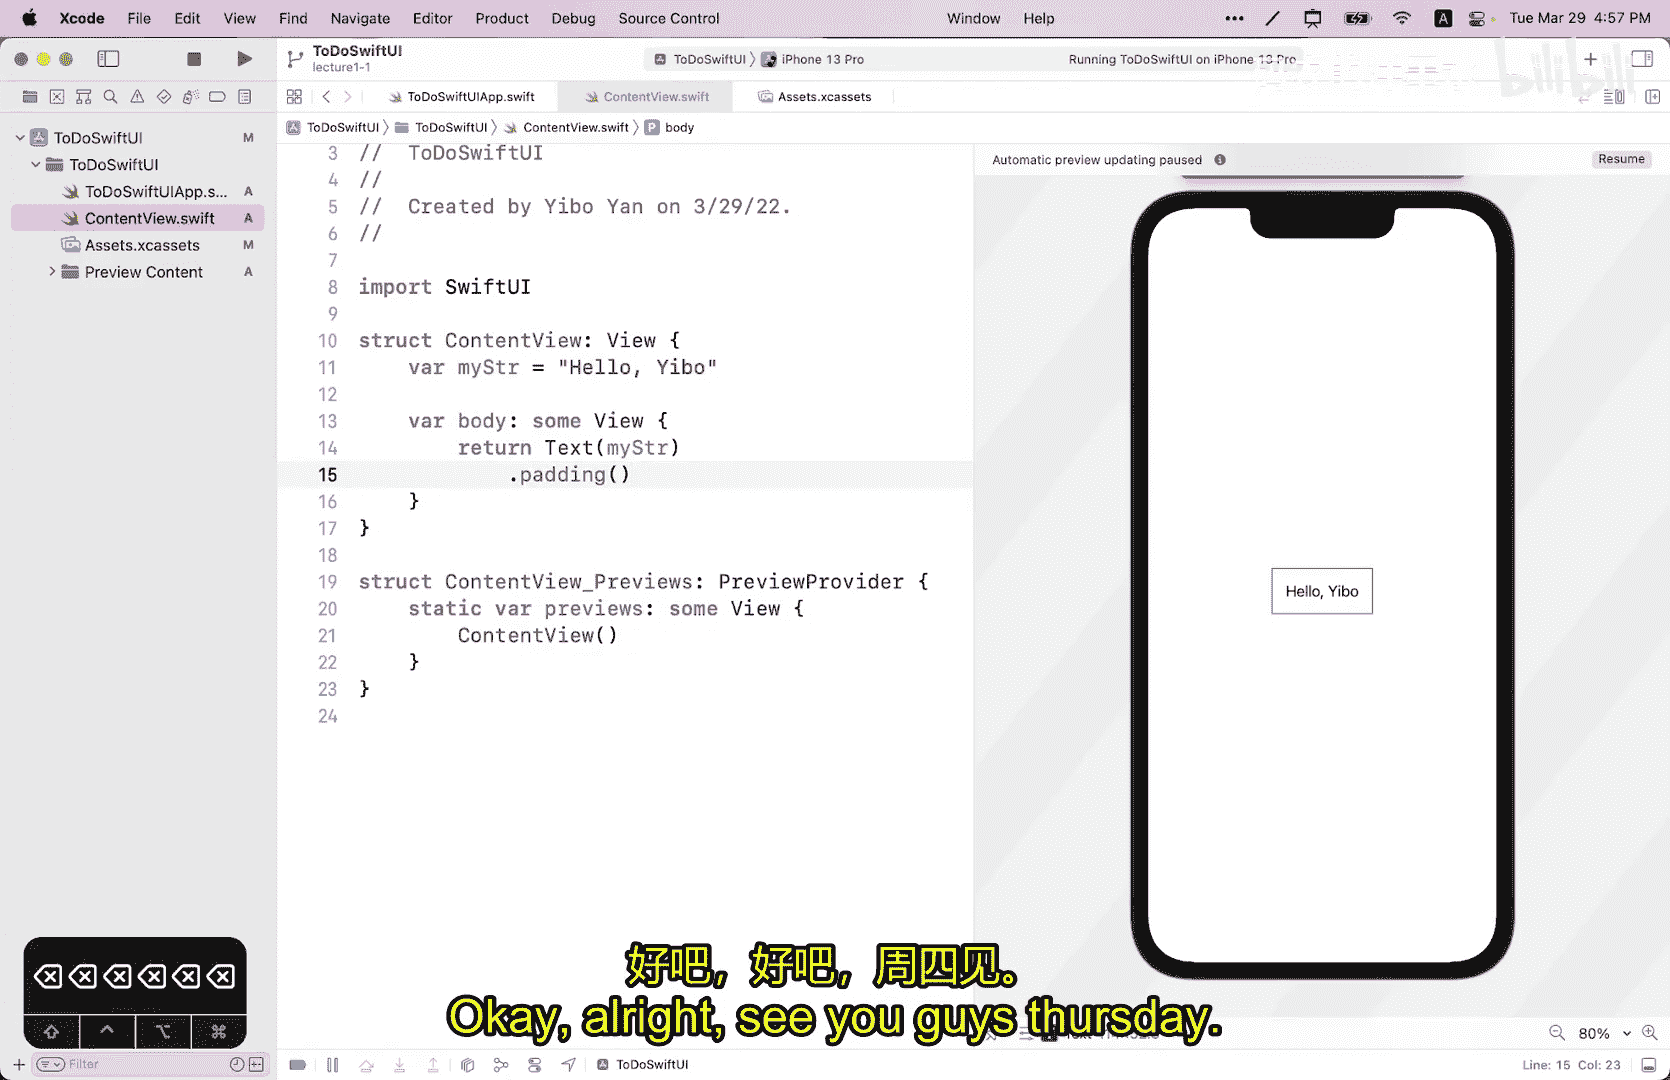 Xcode File Edit View Find Navigate Editor Product Debug Source Control Window Help ••• A Tue Mar 29 4:57 PM
ToDoSwiftUI
lecture1-1
ToDoSwiftUI iPhone 13 Pro
Running ToDoSwiftUI on iPhone 13 Pro
bilibili
ToDoSwiftUIApp.swift ContentView.swift Assets.xcassets
ToDoSwiftUI ToDoSwiftUI ContentView.swift P body
ToDoSwiftUI M
ToDoSwiftUI
ToDoSwiftUIApp.s... A
ContentView.swift A
Assets.xcassets M
Preview Content A
3 // ToDoSwiftUI
4 //
5 // Created by Yibo Yan on 3/29/22.
6 //
7
8 import SwiftUI
9
10 struct ContentView: View {
11 var myStr = "Hello, Yibo"
12
13 var body: some View {
14 return Text(myStr)
15 .padding()
16 }
17 }
18
19 struct ContentView_Previews: PreviewProvider {
20 static var previews: some View {
21 ContentView()
22 }
23 }
24
Automatic preview updating paused
Resume
Hello, Yibo
好吧，好吧，周四见。
Okay, alright, see you guys thursday.
80%
Filter
ToDoSwiftUI
Line: 15 Col: 23